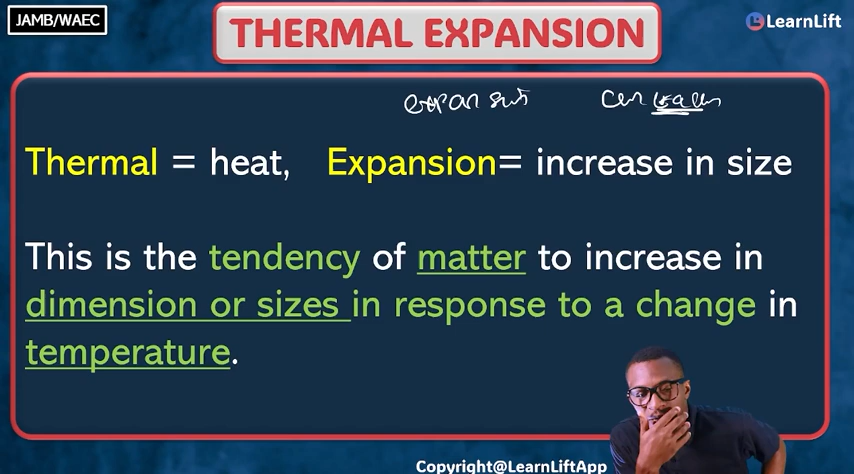 JAMB/WAEC
THERMAL EXPANSION
LearnLift
Thermal = heat, Expansion= increase in size
This is the tendency of matter to increase in
dimension or sizes in response to a change in
temperature.
Copyright@LearnLiftApp